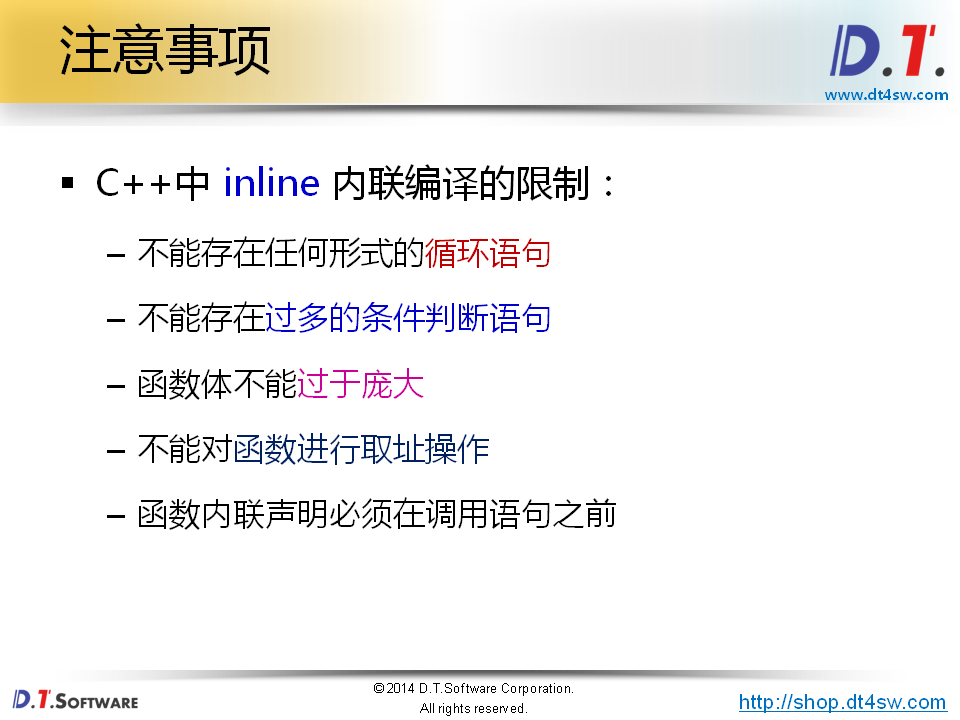 注意事项
D.T.
www.dt4sw.com
▪ C++中 inline 内联编译的限制：
– 不能存在任何形式的循环语句
– 不能存在过多的条件判断语句
– 函数体不能过于庞大
– 不能对函数进行取址操作
– 函数内联声明必须在调用语句之前
D.T.SOFTWARE
©2014 D.T.Software Corporation.
All rights reserved.
http://shop.dt4sw.com